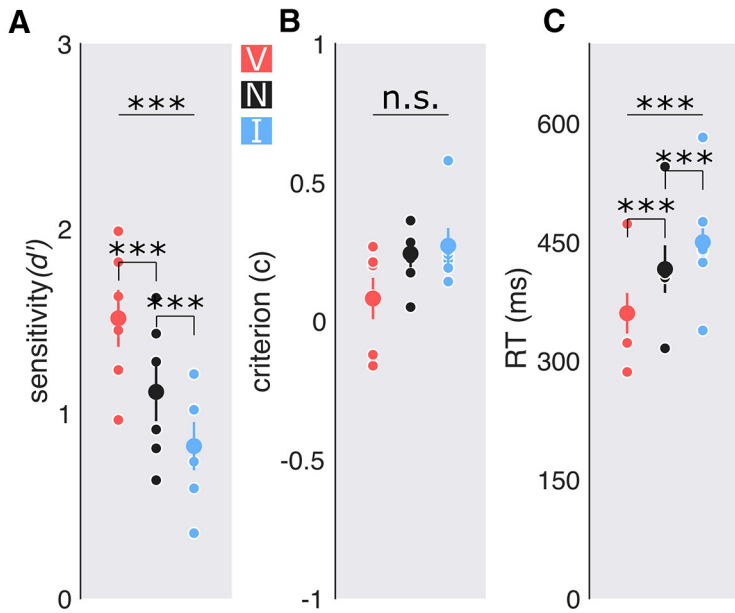 A
3
2
1
0
sensitivity(d')
***
***
***
V
N
I
B
1
0.5
0
-0.5
-1
criterion (c)
n.s.
C
600
450
300
150
0
RT (ms)
***
***
***